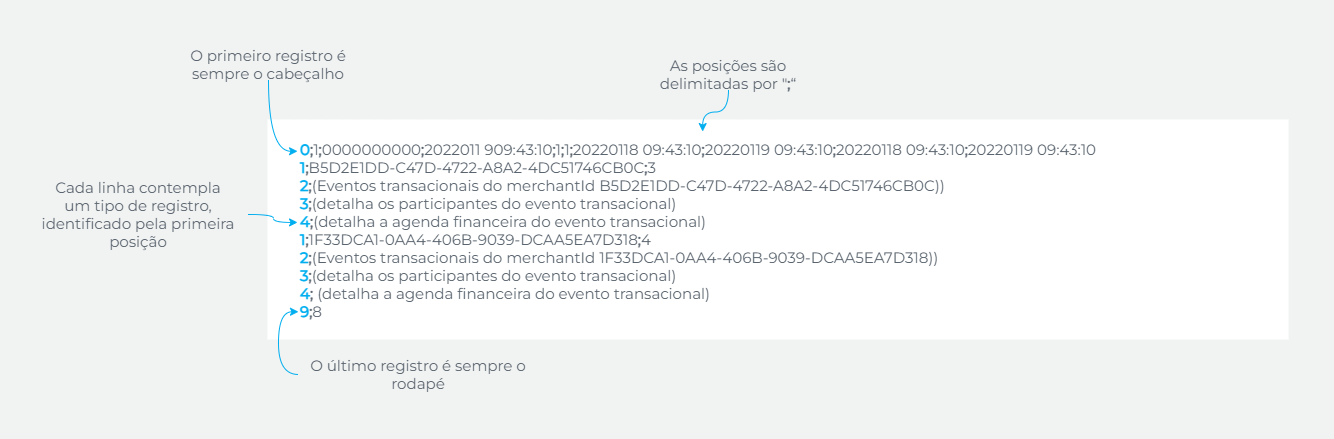 O primeiro registro é
sempre o cabeçalho
As posições são
delimitadas por ";“
0;1;0000000000;2022011 909:43:10;1;1;20220118 09:43:10;20220119 09:43:10;20220118 09:43:10;20220119 09:43:10
1;B5D2E1DD-C47D-4722-A8A2-4DC51746CB0C;3
2;(Eventos transacionais do merchantId B5D2E1DD-C47D-4722-A8A2-4DC51746CB0C))
3;(detalha os participantes do evento transacional)
4;(detalha a agenda financeira do evento transacional)
1;1F33DCA1-0AA4-406B-9039-DCAA5EA7D318;4
2;(Eventos transacionais do merchantId 1F33DCA1-0AA4-406B-9039-DCAA5EA7D318))
3;(detalha os participantes do evento transacional)
4; (detalha a agenda financeira do evento transacional)
9;8
Cada linha contempla
um tipo de registro,
identificado pela primeira
posição
O último registro é sempre o
rodapé